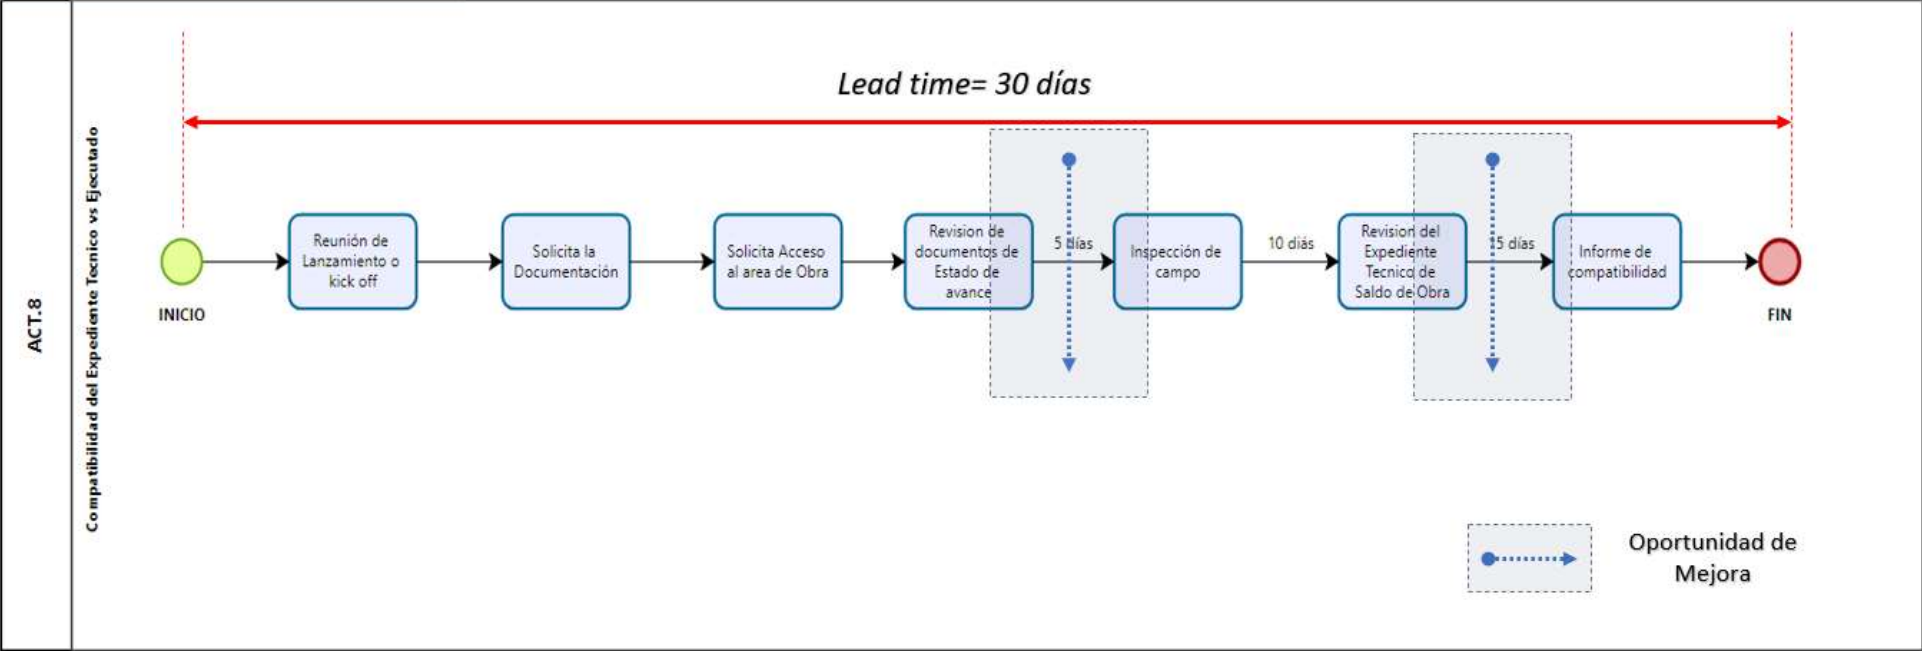 ACT.8
Compatibilidad del Expediente Tecnico vs Ejecutado
Lead time= 30 días
INICIO
Reunión de
Lanzamiento o
kick off
Solicita la
Documentación
Solicita Acceso
al area de Obra
Revision de
documentos de
Estado de
avance
5 días
Inspección de
campo
10 diás
Revision del
Expediente
Tecnico de
Saldo de Obra
15 días
Informe de
compatibilidad
FIN
Oportunidad de
Mejora